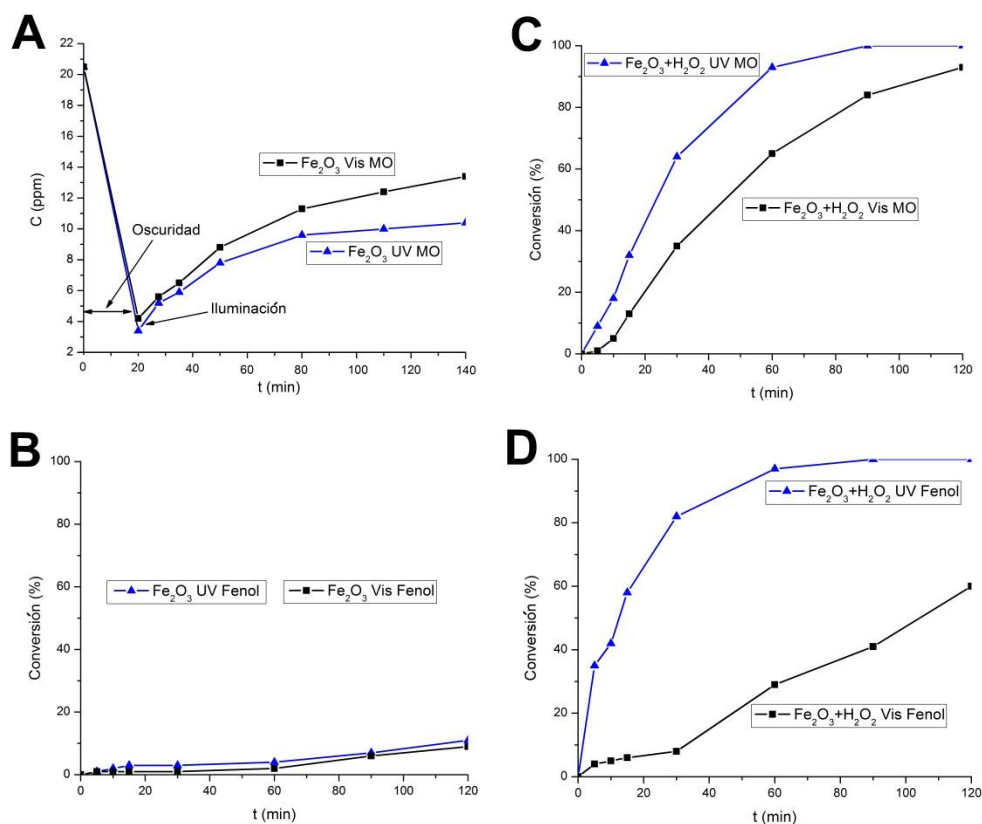 A
22
20
18
16
14
12
10
8
6
4
2
C (ppm)
Fe₂O₃ Vis MO
Oscuridad
Fe₂O₃ UV MO
Iluminación
0 20 40 60 80 100 120 140
t (min)
C
100
80
60
40
20
0
Conversión (%)
Fe₂O₃+H₂O₂ UV MO
Fe₂O₃+H₂O₂ Vis MO
0 20 40 60 80 100 120
t (min)
B
100
80
60
40
20
0
Conversión (%)
Fe₂O₃ UV Fenol
Fe₂O₃ Vis Fenol
0 20 40 60 80 100 120
t (min)
D
100
80
60
40
20
0
Conversión (%)
Fe₂O₃+H₂O₂ UV Fenol
Fe₂O₃+H₂O₂ Vis Fenol
0 20 40 60 80 100 120
t (min)